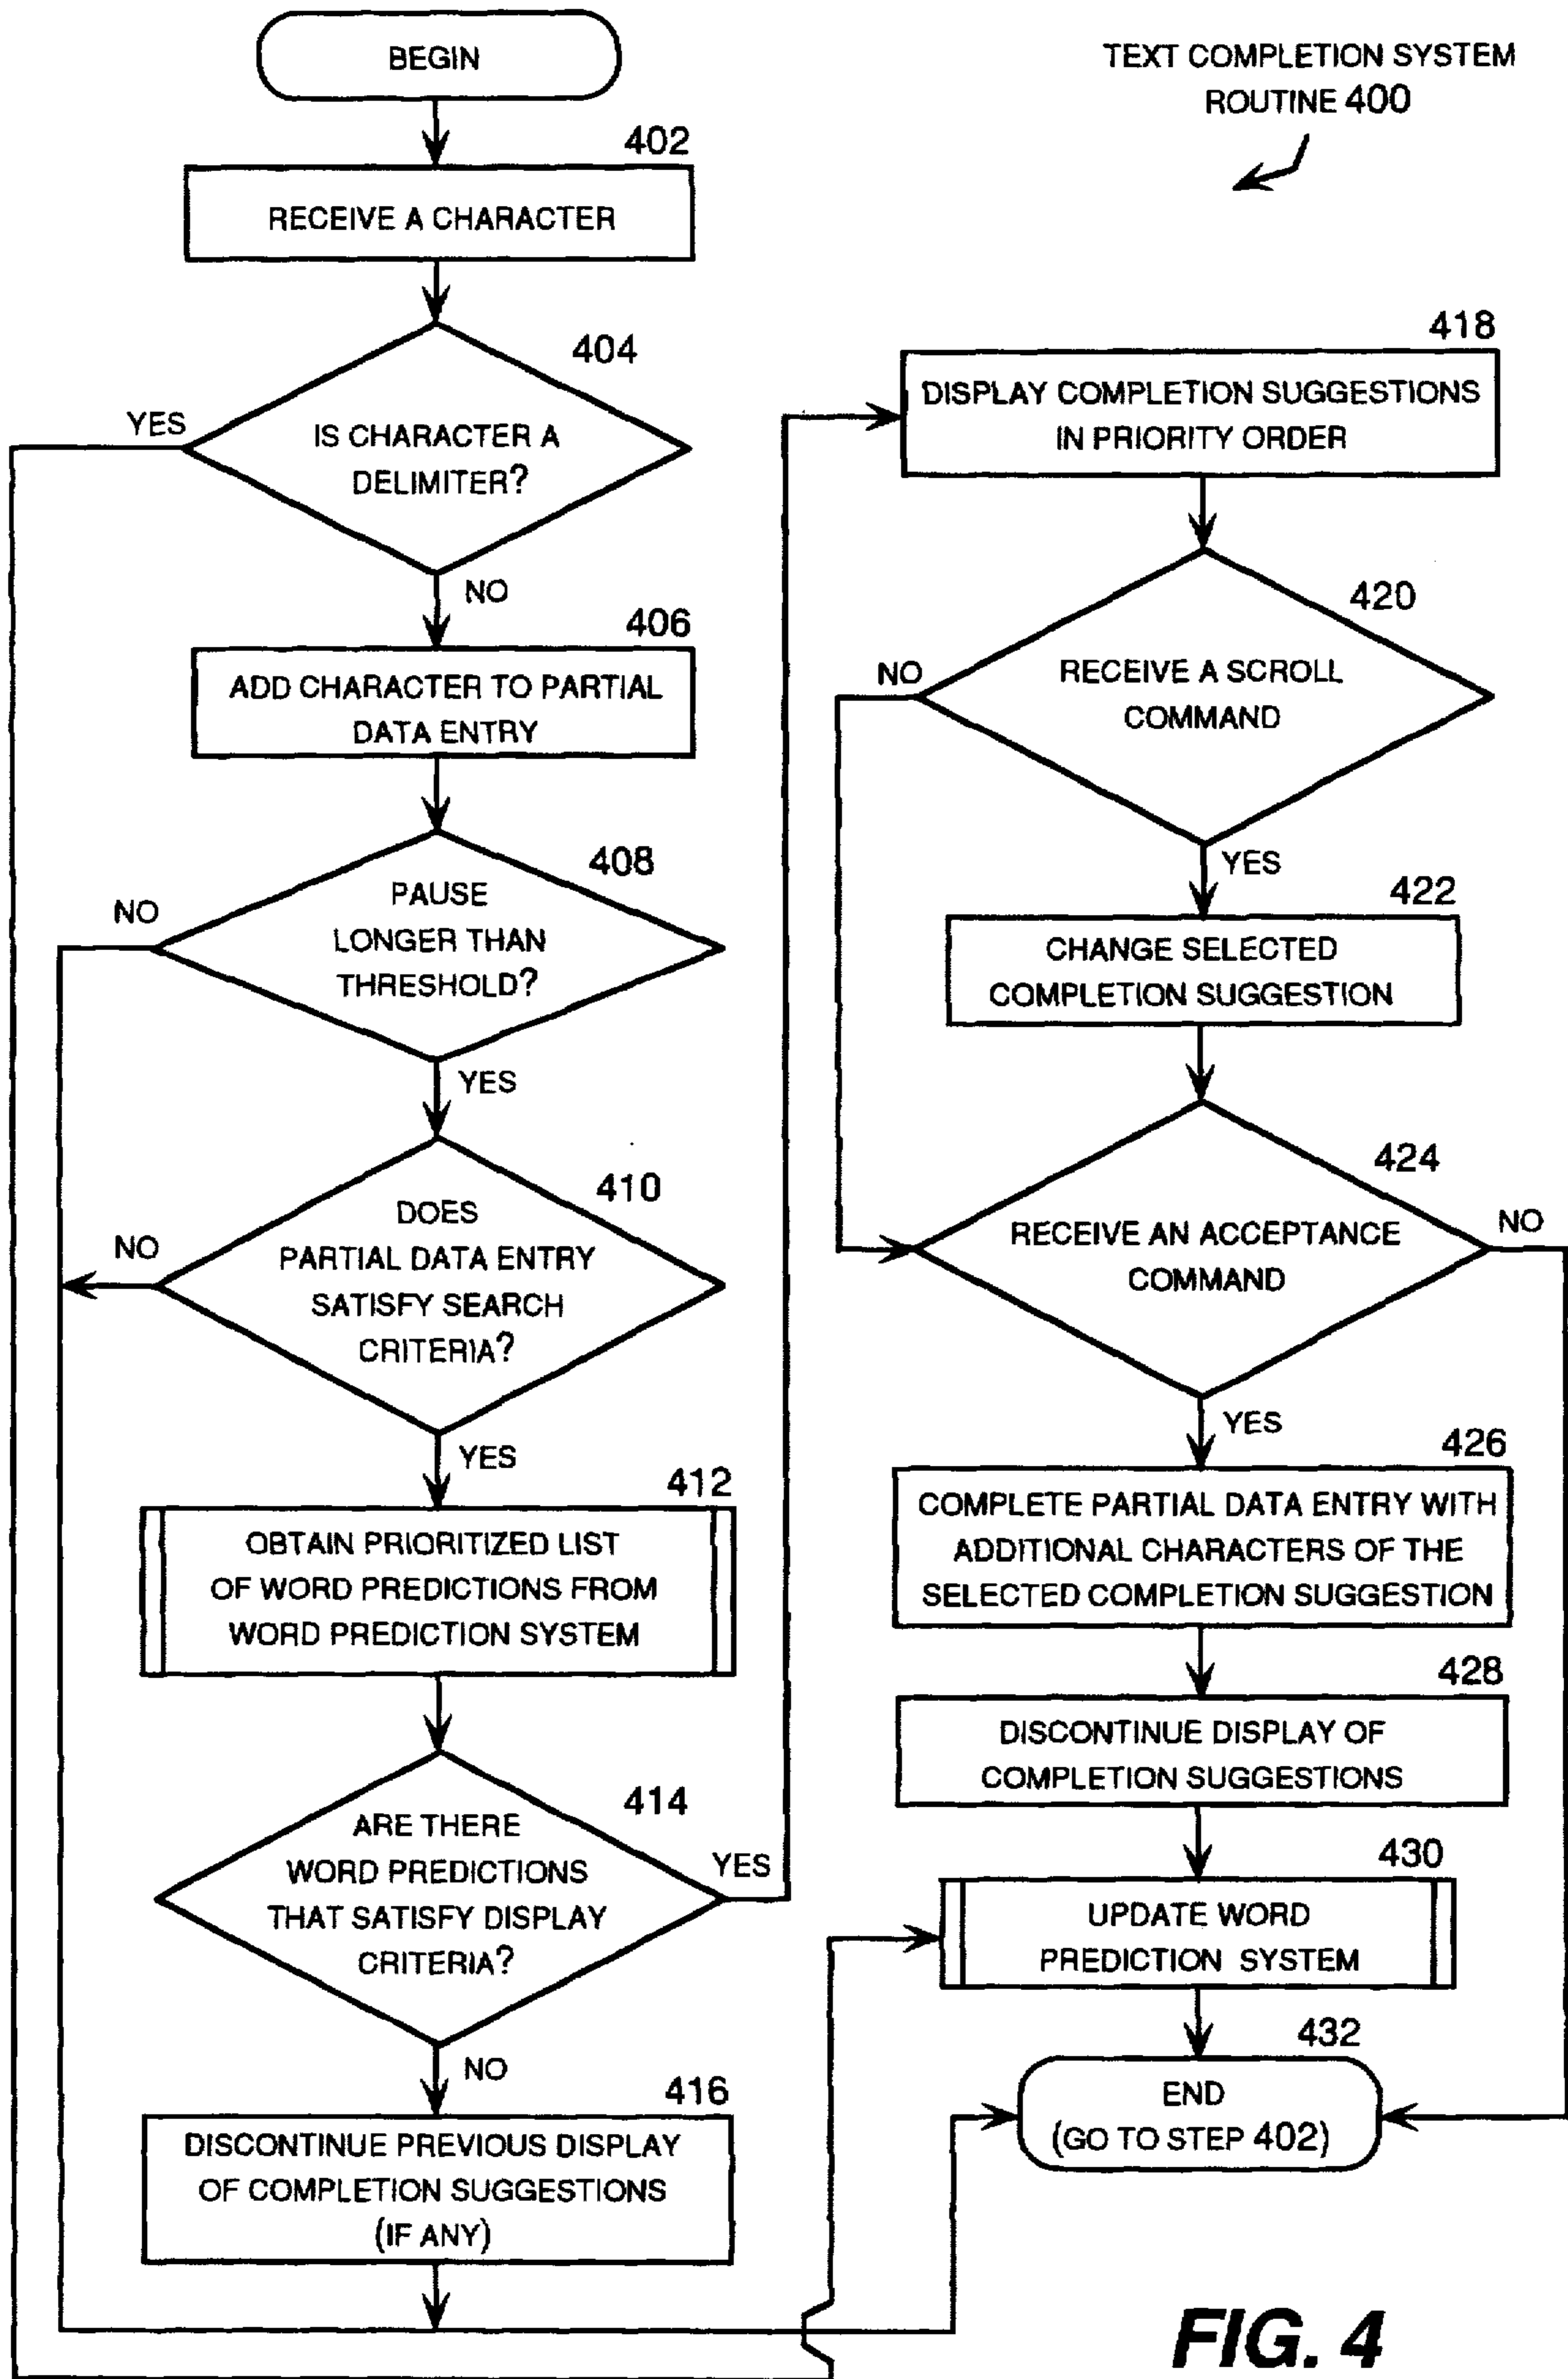 BEGIN
TEXT COMPLETION SYSTEM
ROUTINE 400
402
RECEIVE A CHARACTER
404
YES
IS CHARACTER A
DELIMITER?
NO
406
ADD CHARACTER TO PARTIAL
DATA ENTRY
408
NO
PAUSE
LONGER THAN
THRESHOLD?
YES
410
NO
DOES
PARTIAL DATA ENTRY
SATISFY SEARCH
CRITERIA?
YES
412
OBTAIN PRIORITIZED LIST
OF WORD PREDICTIONS FROM
WORD PREDICTION SYSTEM
414
ARE THERE
WORD PREDICTIONS
THAT SATISFY DISPLAY
CRITERIA?
YES
NO
416
DISCONTINUE PREVIOUS DISPLAY
OF COMPLETION SUGGESTIONS
(IF ANY)
418
DISPLAY COMPLETION SUGGESTIONS
IN PRIORITY ORDER
420
NO
RECEIVE A SCROLL
COMMAND
YES
422
CHANGE SELECTED
COMPLETION SUGGESTION
424
RECEIVE AN ACCEPTANCE
COMMAND
NO
YES
426
COMPLETE PARTIAL DATA ENTRY WITH
ADDITIONAL CHARACTERS OF THE
SELECTED COMPLETION SUGGESTION
428
DISCONTINUE DISPLAY OF
COMPLETION SUGGESTIONS
430
UPDATE WORD
PREDICTION SYSTEM
432
END
(GO TO STEP 402)
FIG. 4